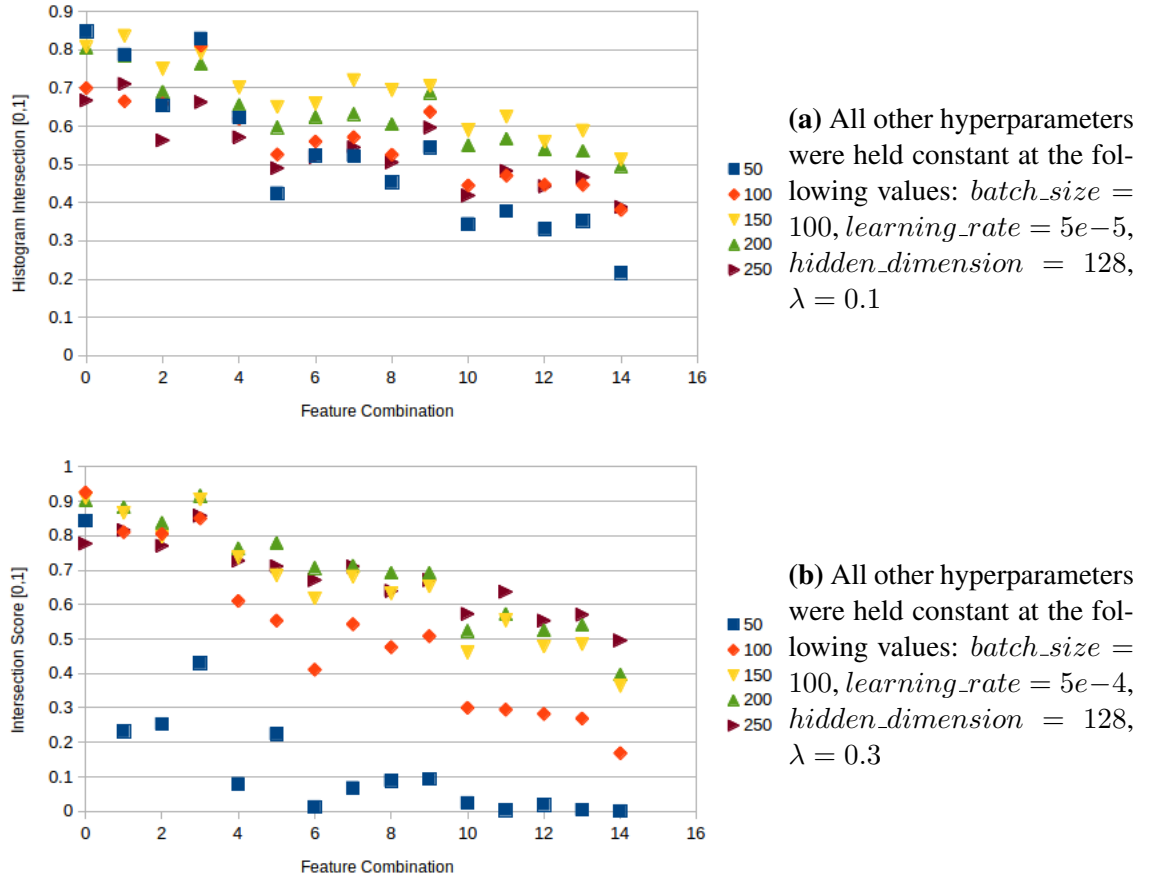 0.9
0.8
0.7
0.6
0.5
0.4
0.3
0.2
0.1
0
Histogram Intersection [0,1]
0 2 4 6 8 10 12 14 16
Feature Combination
50
100
150
200
250
(a) All other hyperparameters
were held constant at the fol-
lowing values: batch_size =
100, learning_rate = 5e−5,
hidden_dimension = 128,
λ = 0.1
1
0.9
0.8
0.7
0.6
0.5
0.4
0.3
0.2
0.1
0
Intersection Score [0,1]
0 2 4 6 8 10 12 14 16
Feature Combination
50
100
150
200
250
(b) All other hyperparameters
were held constant at the fol-
lowing values: batch_size =
100, learning_rate = 5e−4,
hidden_dimension = 128,
λ = 0.3